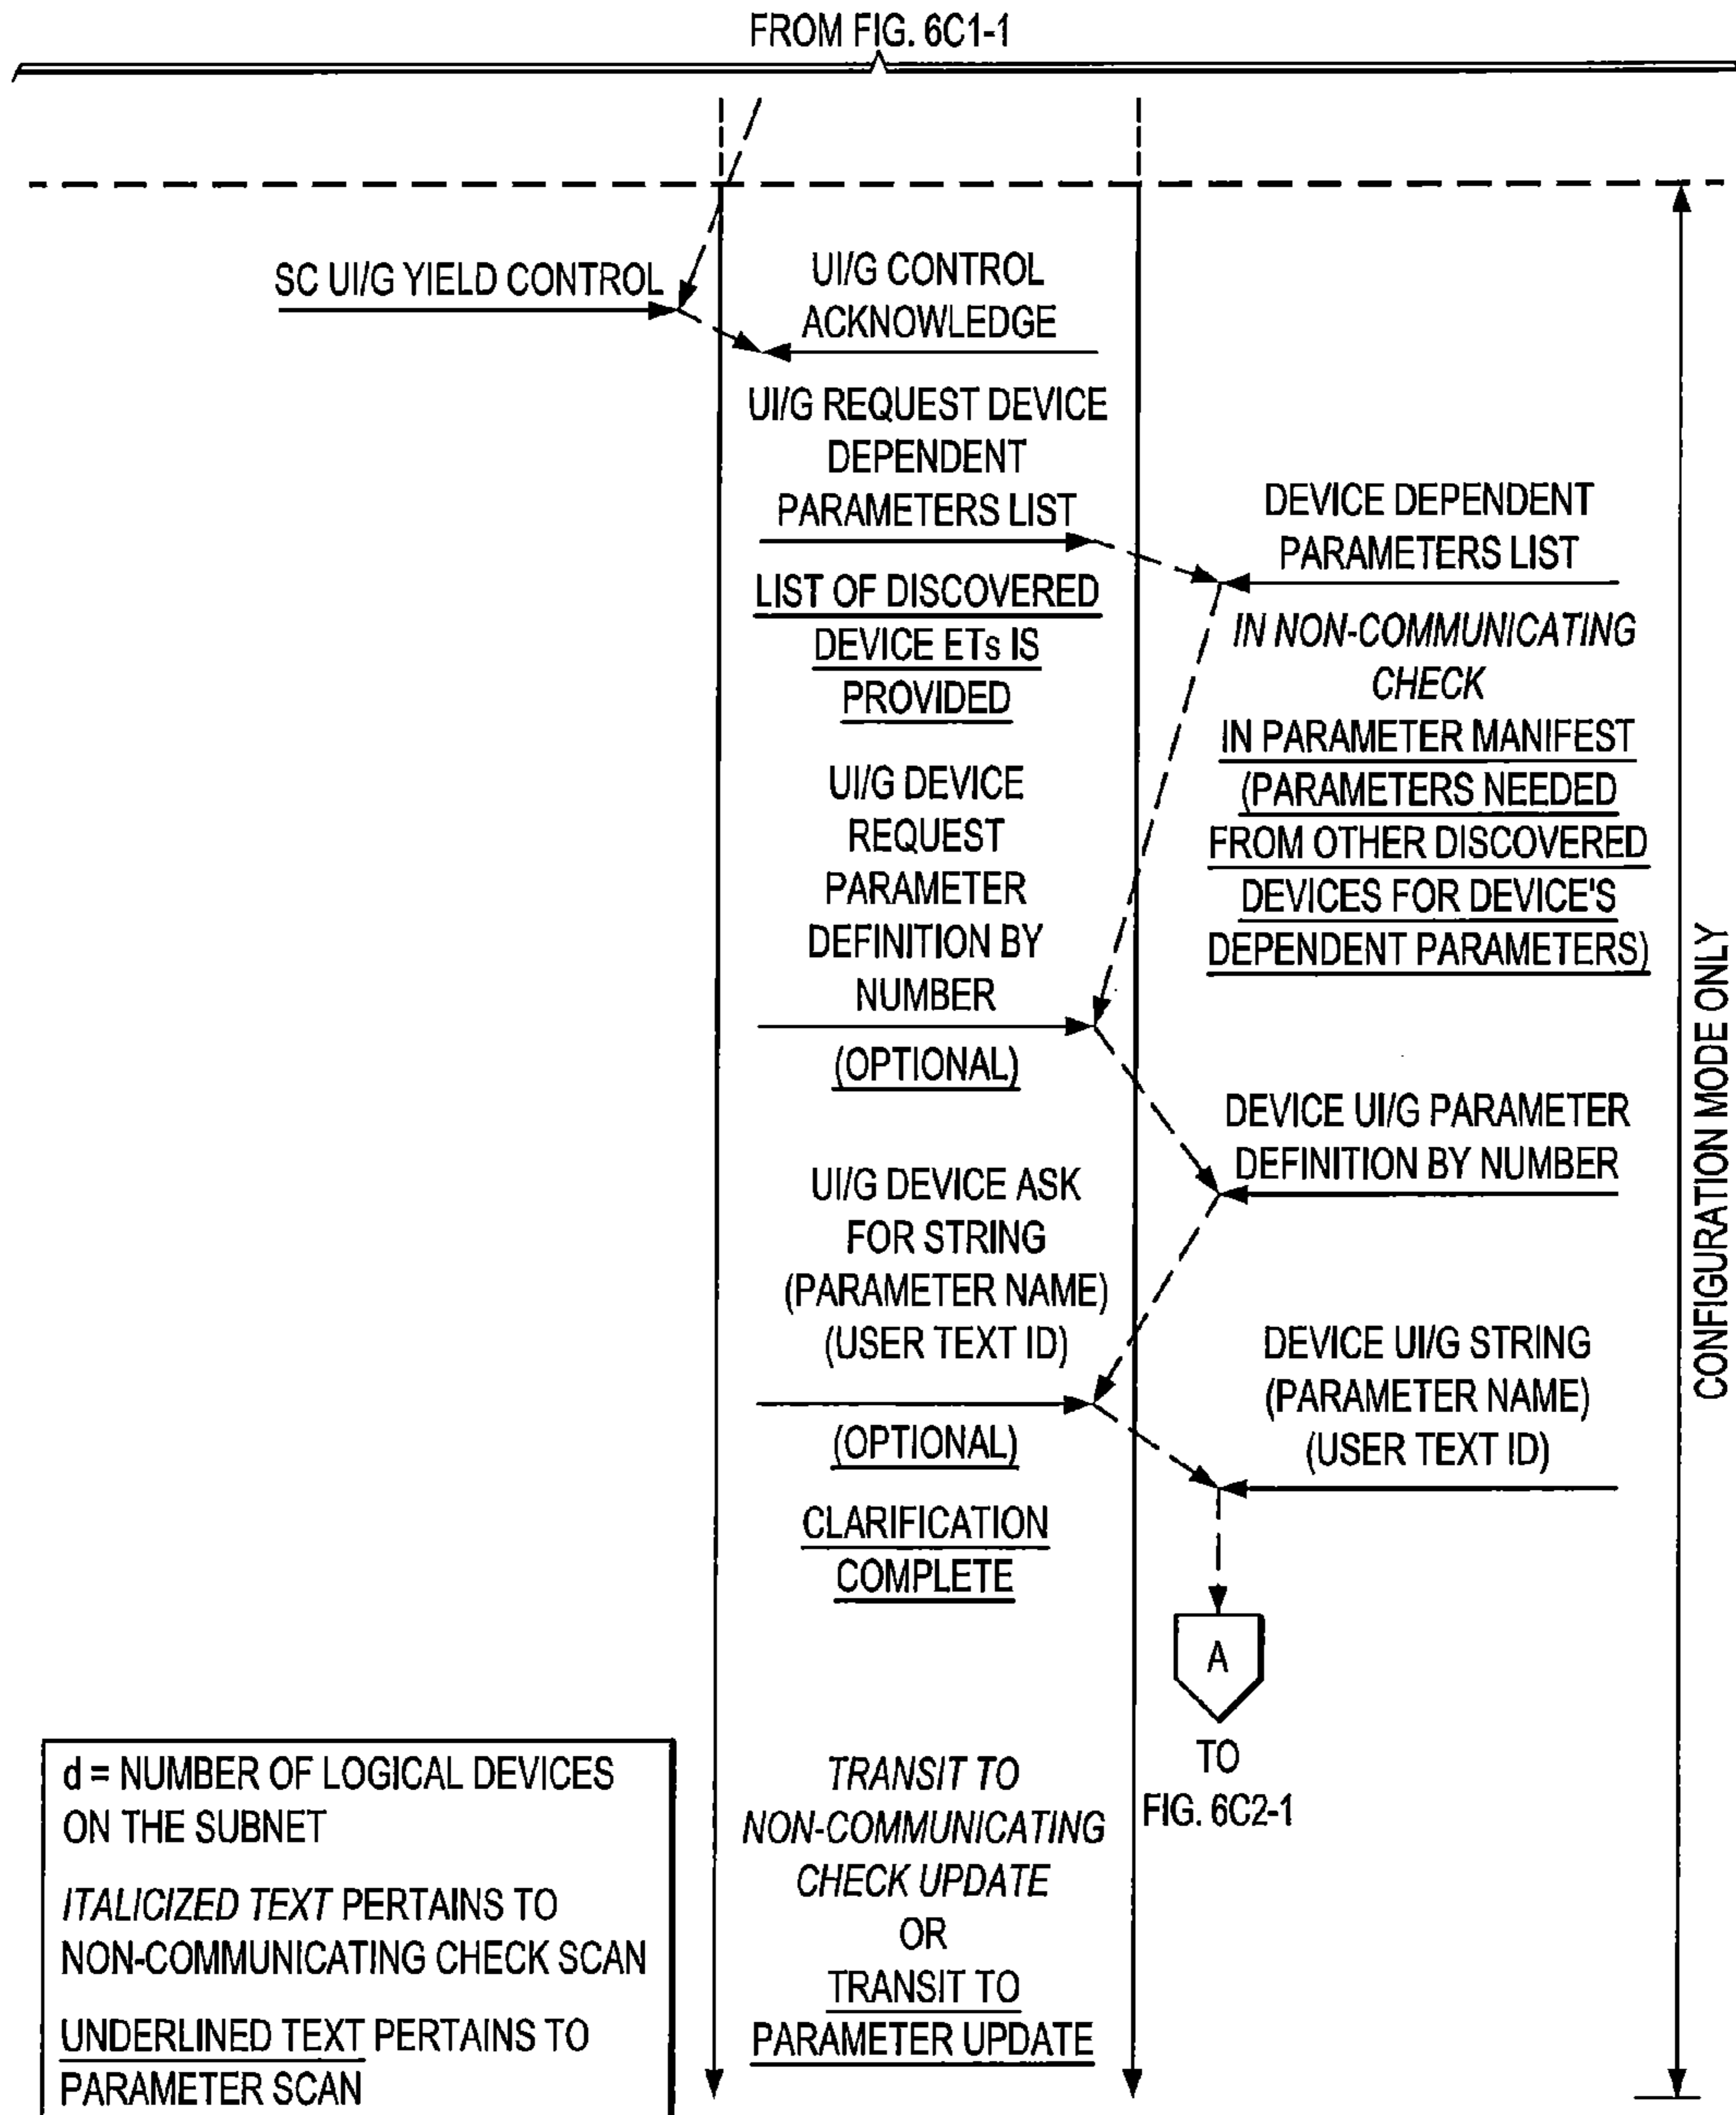 FROM FIG. 6C1-1
SC UI/G YIELD CONTROL
UI/G CONTROL
ACKNOWLEDGE
UI/G REQUEST DEVICE
DEPENDENT
PARAMETERS LIST
LIST OF DISCOVERED
DEVICE ETs IS
PROVIDED
DEVICE DEPENDENT
PARAMETERS LIST
IN NON-COMMUNICATING
CHECK
IN PARAMETER MANIFEST
(PARAMETERS NEEDED
FROM OTHER DISCOVERED
DEVICES FOR DEVICE'S
DEPENDENT PARAMETERS)
UI/G DEVICE
REQUEST
PARAMETER
DEFINITION BY
NUMBER
(OPTIONAL)
DEVICE UI/G PARAMETER
DEFINITION BY NUMBER
UI/G DEVICE ASK
FOR STRING
(PARAMETER NAME)
(USER TEXT ID)
(OPTIONAL)
DEVICE UI/G STRING
(PARAMETER NAME)
(USER TEXT ID)
CLARIFICATION
COMPLETE
A
TO
FIG. 6C2-1
TRANSIT TO
NON-COMMUNICATING
CHECK UPDATE
OR
TRANSIT TO
PARAMETER UPDATE
CONFIGURATION MODE ONLY
d = NUMBER OF LOGICAL DEVICES
ON THE SUBNET
ITALICIZED TEXT PERTAINS TO
NON-COMMUNICATING CHECK SCAN
UNDERLINED TEXT PERTAINS TO
PARAMETER SCAN